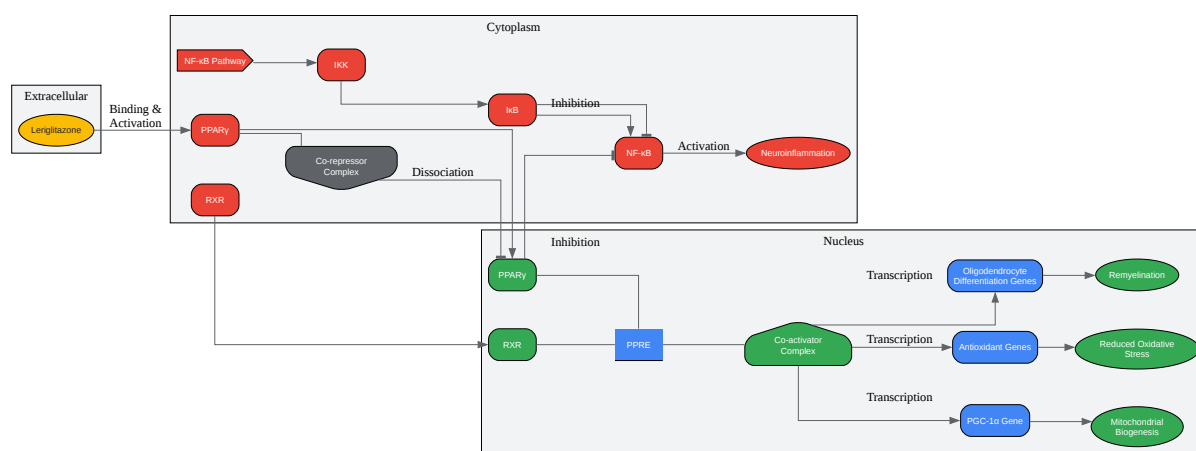 Cytoplasm
NF-κB Pathway
IKK
Extracellular
Leriglitazone
Binding &
Activation
IκB
Inhibition
PPARγ
NF-κB
Activation
Neuroinflammation
Co-repressor
Complex
Dissociation
RXR
Inhibition
Nucleus
PPARγ
Transcription
Oligodendrocyte
Differentiation Genes
Remyelination
RXR
PPRE
Co-activator
Complex
Transcription
Antioxidant Genes
Reduced Oxidative
Stress
Transcription
PGC-1α Gene
Mitochondrial
Biogenesis